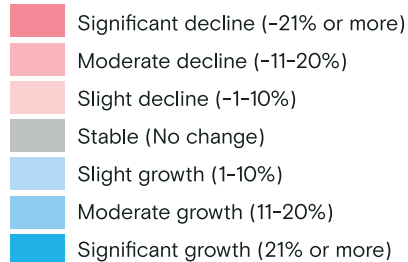 Significant decline (-21% or more)
Moderate decline (-11-20%)
Slight decline (-1-10%)
Stable (No change)
Slight growth (1-10%)
Moderate growth (11-20%)
Significant growth (21% or more)